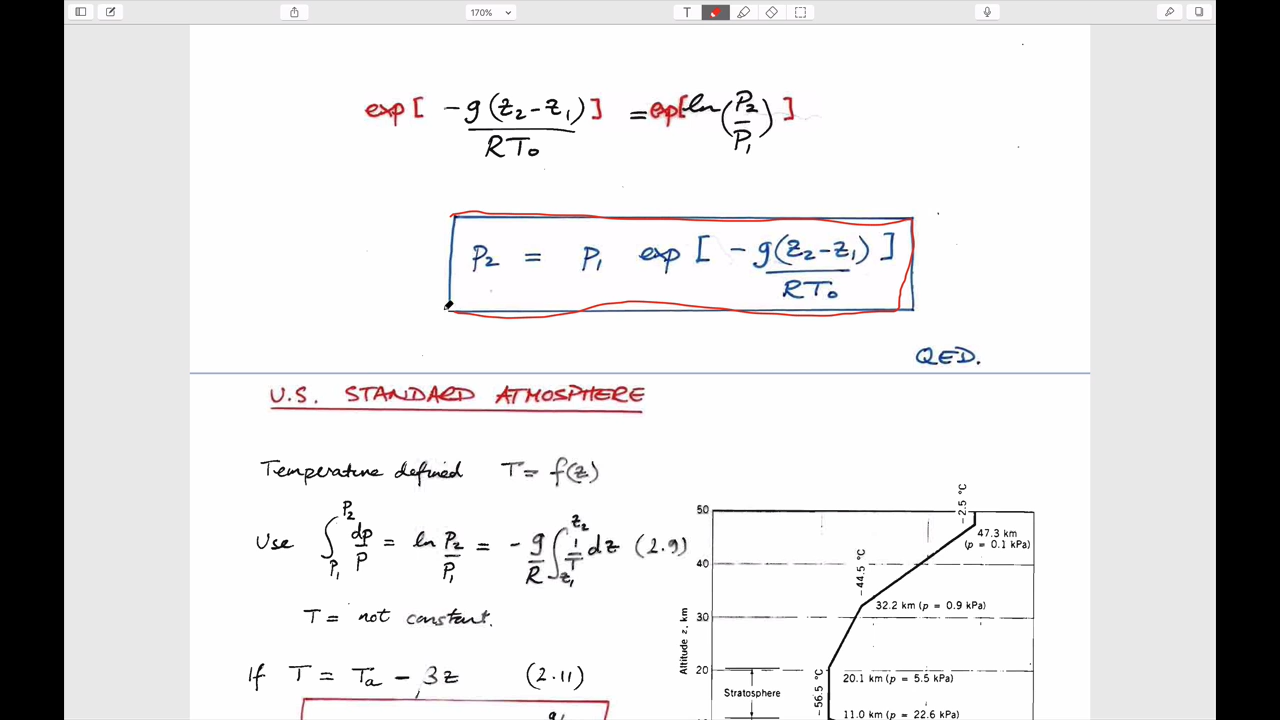 170%
T
exp[ -g(z₂-z₁)/RT₀ ] = exp[ln(P₂/P₁)]
P₂ = P₁ exp[ -g(z₂-z₁)/RT₀ ]
QED.
U.S. STANDARD ATMOSPHERE
Temperature defined T= f(z)
Use ∫_{P₁}^{P₂} dp/P = ln P₂/P₁ = -g/R ∫_{z₁}^{z₂} 1/T dz (2.9)
T = not constant.
If T = Ta - βz (2.11)
50
40
30
20
Altitude z, km
-2.5 °C
47.3 km
(p = 0.1 kPa)
-44.5 °C
32.2 km (p = 0.9 kPa)
-56.5 °C
20.1 km (p = 5.5 kPa)
Stratosphere
11.0 km (p = 22.6 kPa)